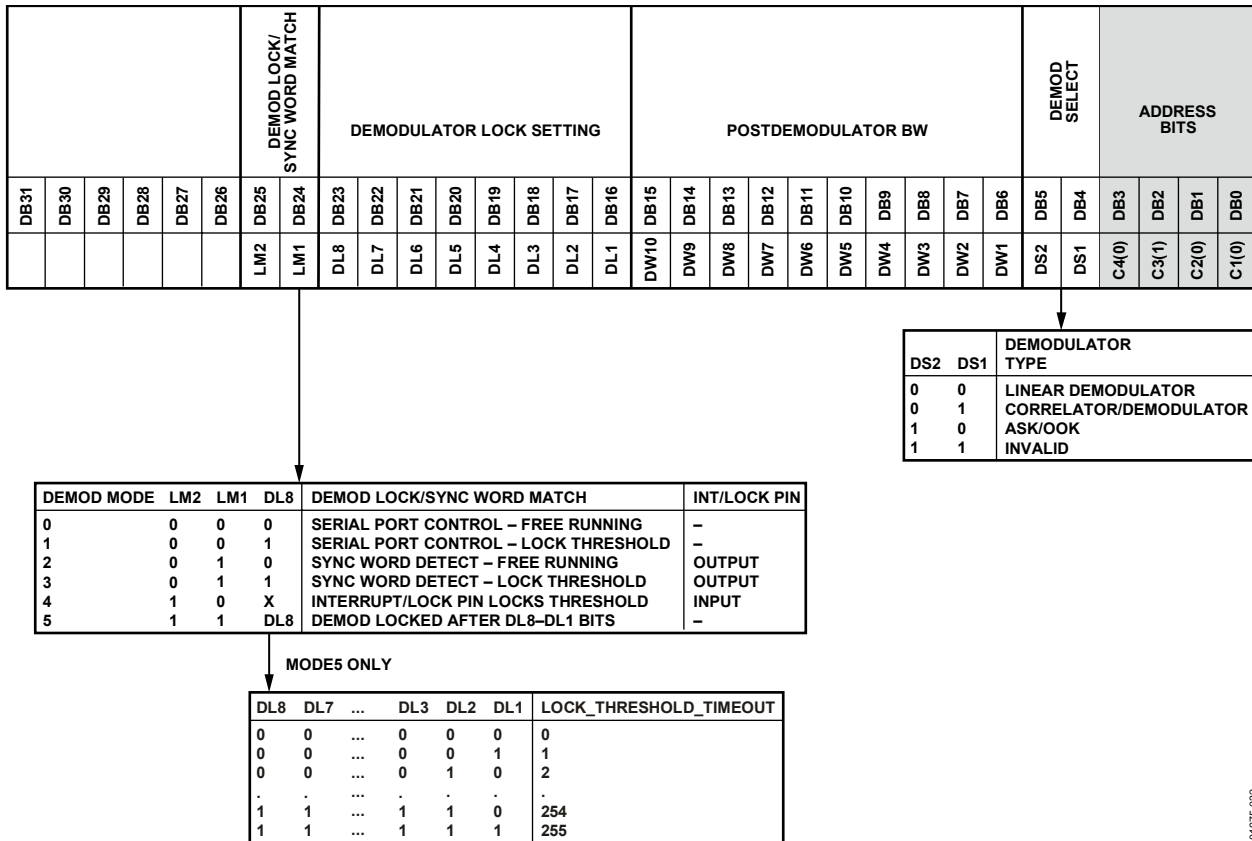 DEMOD LOCK/
SYNC WORD MATCH
DEMODULATOR LOCK SETTING
POSTDEMODULATOR BW
DEMOD
SELECT
ADDRESS
BITS
DB31 DB30 DB29 DB28 DB27 DB26 DB25 DB24 DB23 DB22 DB21 DB20 DB19 DB18 DB17 DB16 DB15 DB14 DB13 DB12 DB11 DB10 DB9 DB8 DB7 DB6 DB5 DB4 DB3 DB2 DB1 DB0
LM2 LM1 DL8 DL7 DL6 DL5 DL4 DL3 DL2 DL1 DW10 DW9 DW8 DW7 DW6 DW5 DW4 DW3 DW2 DW1 DS2 DS1 C4(0) C3(1) C2(0) C1(0)
DEMODULATOR
DS2 DS1 TYPE
0 0 LINEAR DEMODULATOR
0 1 CORRELATOR/DEMODULATOR
1 0 ASK/OOK
1 1 INVALID
DEMOD MODE LM2 LM1 DL8 DEMOD LOCK/SYNC WORD MATCH INT/LOCK PIN
0 0 0 0 SERIAL PORT CONTROL – FREE RUNNING –
1 0 0 1 SERIAL PORT CONTROL – LOCK THRESHOLD –
2 0 1 0 SYNC WORD DETECT – FREE RUNNING OUTPUT
3 0 1 1 SYNC WORD DETECT – LOCK THRESHOLD OUTPUT
4 1 0 X INTERRUPT/LOCK PIN LOCKS THRESHOLD INPUT
5 1 1 DL8 DEMOD LOCKED AFTER DL8–DL1 BITS –
MODE5 ONLY
DL8 DL7 ... DL3 DL2 DL1 LOCK_THRESHOLD_TIMEOUT
0 0 ... 0 0 0 0
0 0 ... 0 0 1 1
0 0 ... 0 1 0 2
. . ... . . . .
1 1 ... 1 1 0 254
1 1 ... 1 1 1 255